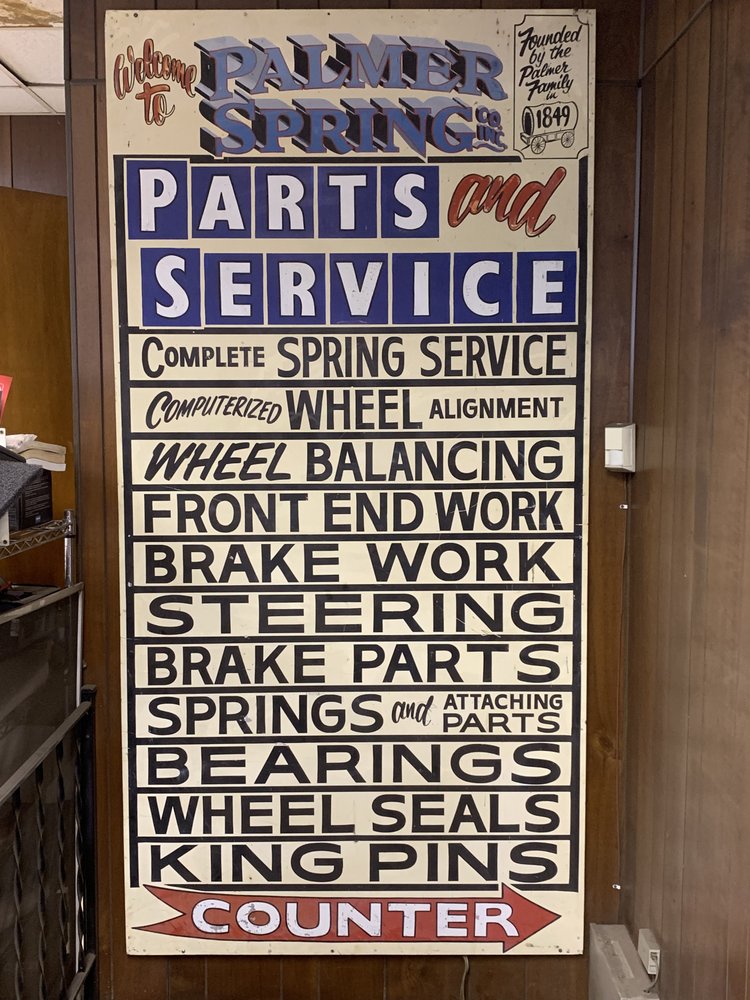 Welcome to
PALMER
SPRING CO. INC.
Founded
by the
Palmer
Family
in
1849
PARTS and
SERVICE
COMPLETE SPRING SERVICE
COMPUTERIZED WHEEL ALIGNMENT
WHEEL BALANCING
FRONT END WORK
BRAKE WORK
STEERING
BRAKE PARTS
SPRINGS and ATTACHING PARTS
BEARINGS
WHEEL SEALS
KING PINS
COUNTER